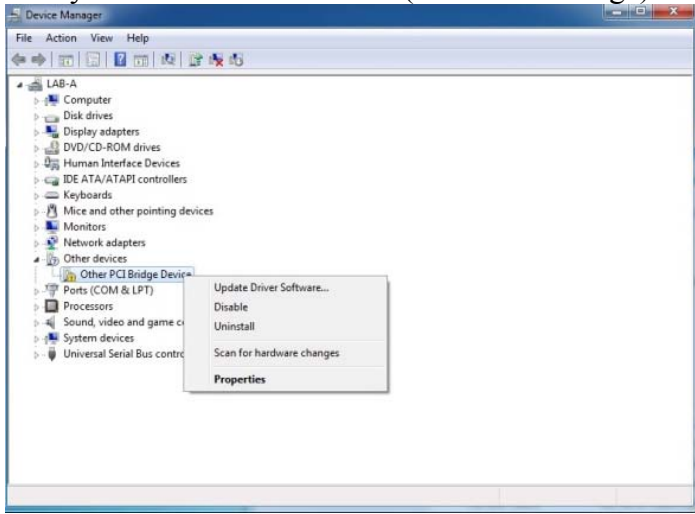 Device Manager
File Action View Help
LAB-A
Computer
Disk drives
Display adapters
DVD/CD-ROM drives
Human Interface Devices
IDE ATA/ATAPI controllers
Keyboards
Mice and other pointing devices
Monitors
Network adapters
Other devices
Other PCI Bridge Device
Ports (COM & LPT)
Processors
Sound, video and game c
System devices
Universal Serial Bus contro
Update Driver Software...
Disable
Uninstall
Scan for hardware changes
Properties